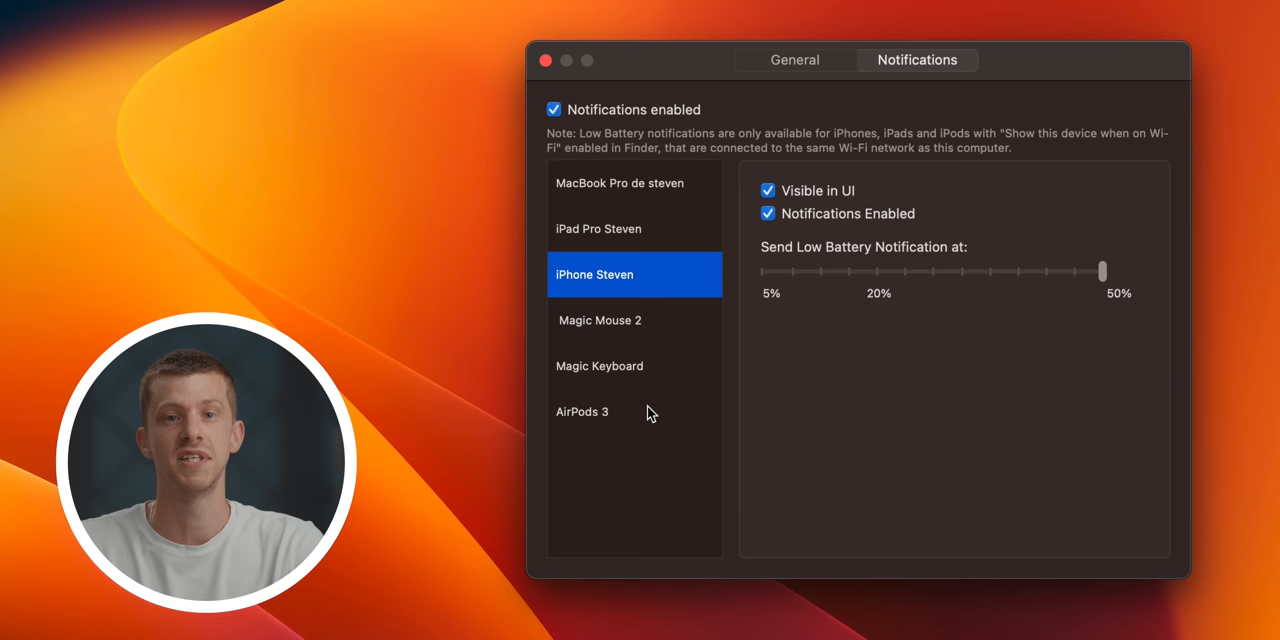 General
Notifications
Notifications enabled
Note: Low Battery notifications are only available for iPhones, iPads and iPods with "Show this device when on Wi-
Fi" enabled in Finder, that are connected to the same Wi-Fi network as this computer.
MacBook Pro de steven
iPad Pro Steven
iPhone Steven
Magic Mouse 2
Magic Keyboard
AirPods 3
Visible in UI
Notifications Enabled
Send Low Battery Notification at:
5%
20%
50%